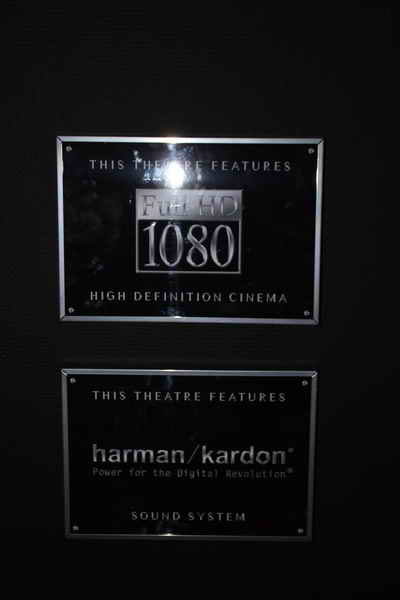 THIS THEATRE FEATURES
Full HD
1080
HIGH DEFINITION CINEMA
THIS THEATRE FEATURES
harman/kardon®
Power for the Digital Revolution®
SOUND SYSTEM